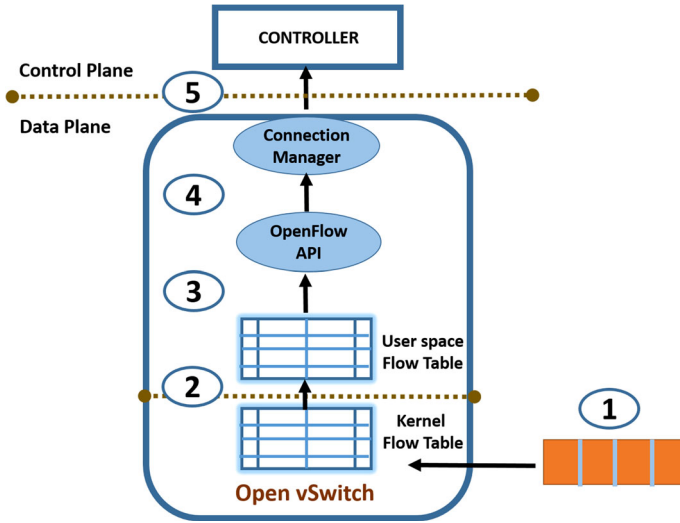 CONTROLLER
Control Plane
5
Data Plane
Connection
Manager
4
OpenFlow
API
3
User space
Flow Table
2
1
Kernel
Flow Table
Open vSwitch